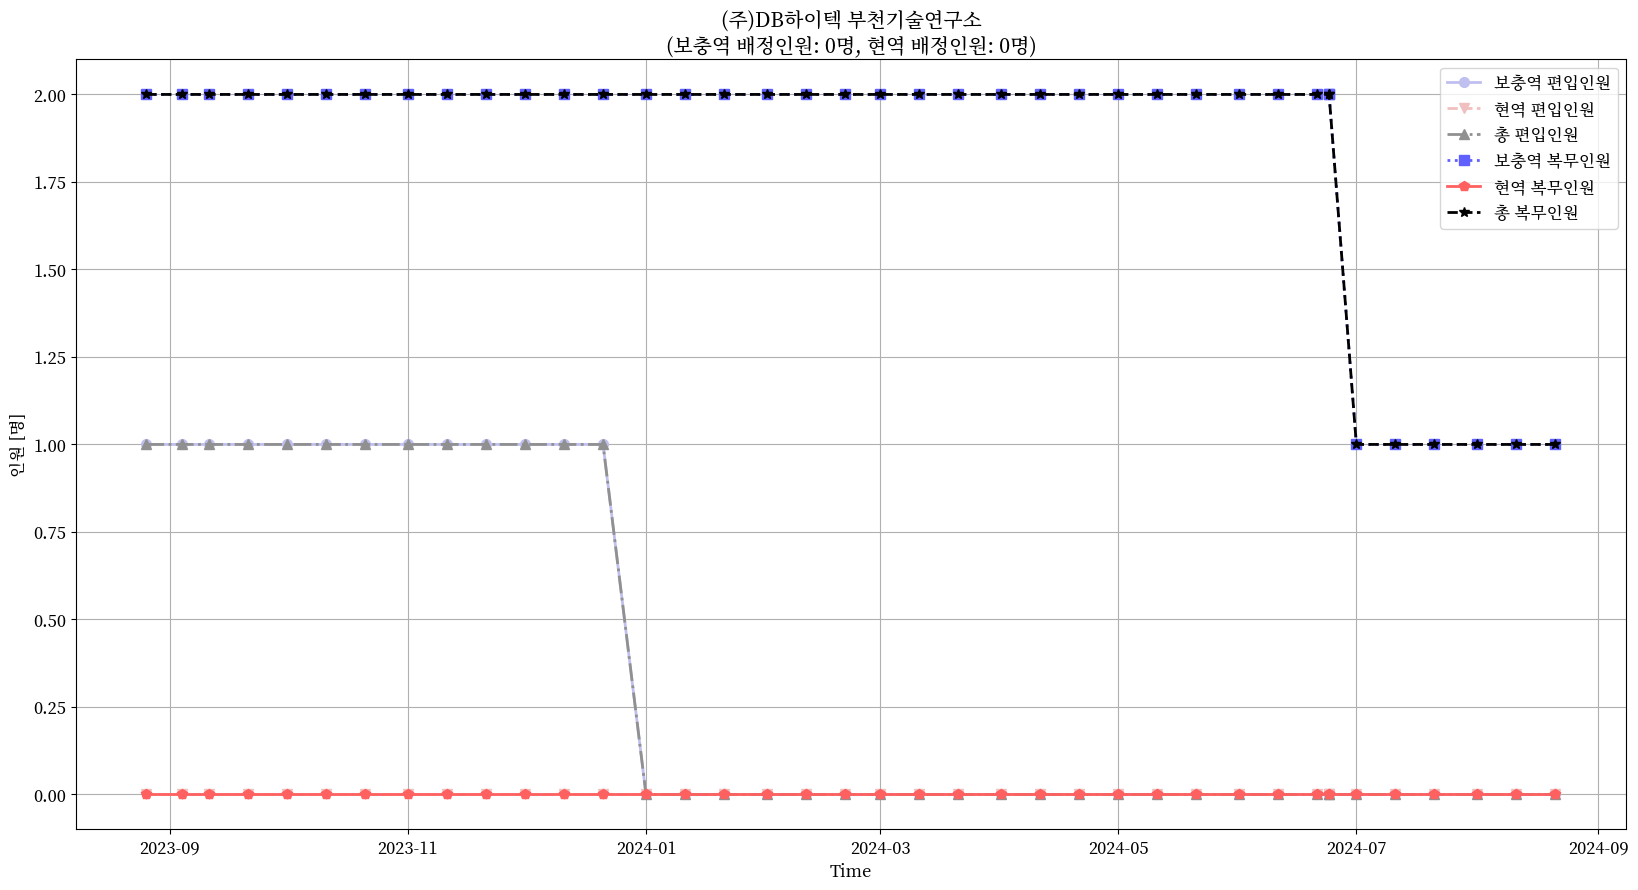 (주)DB하이텍 부천기술연구소
(보충역 배정인원: 0명, 현역 배정인원: 0명)
보충역 편입인원
현역 편입인원
총 편입인원
보충역 복무인원
현역 복무인원
총 복무인원
인원 [명]
2.00
1.75
1.50
1.25
1.00
0.75
0.50
0.25
0.00
2023-09
2023-11
2024-01
2024-03
2024-05
2024-07
2024-09
Time